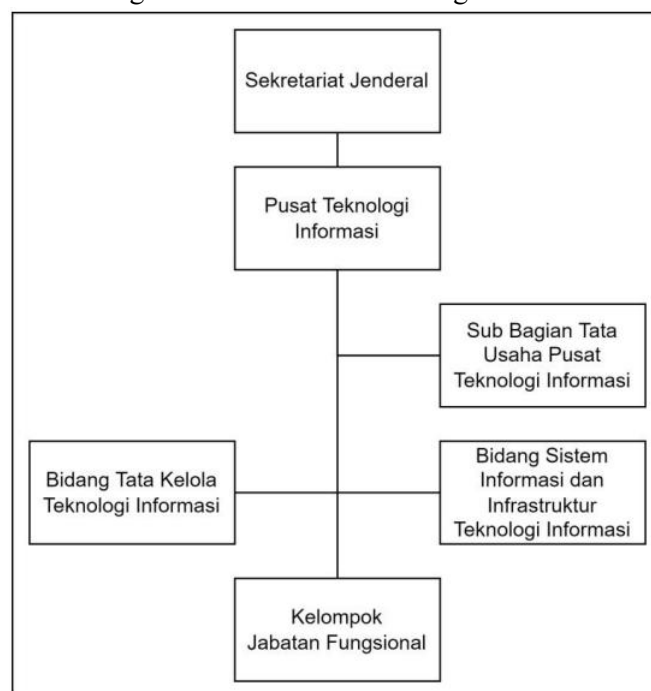 Sekretariat Jenderal
Pusat Teknologi
Informasi
Sub Bagian Tata
Usaha Pusat
Teknologi Informasi
Bidang Tata Kelola
Teknologi Informasi
Bidang Sistem
Informasi dan
Infrastruktur
Teknologi Informasi
Kelompok
Jabatan Fungsional